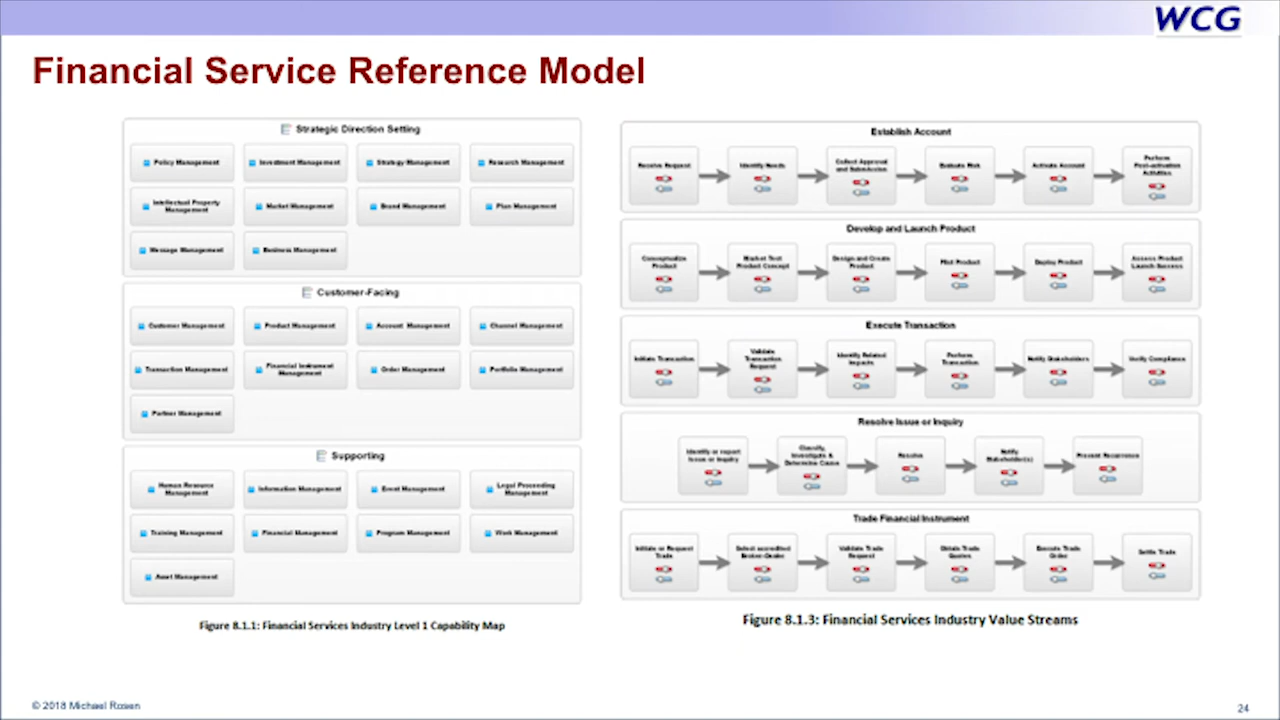 WCG
Financial Service Reference Model
Strategic Direction Setting
Policy Management
Investment Management
Strategy Management
Research Management
Intellectual Property
Management
Market Management
Brand Management
Plan Management
Message Management
Business Management
Customer-Facing
Customer Management
Product Management
Account Management
Channel Management
Transaction Management
Financial Instrument
Management
Order Management
Portfolio Management
Partner Management
Supporting
Human Resource
Management
Information Management
Event Management
Legal Proceeding
Management
Training Management
Financial Management
Program Management
Work Management
Asset Management
Figure 8.1.1: Financial Services Industry Level 1 Capability Map
Establish Account
Receive Request
Identify Needs
Collect Approval
and Submission
Evaluate Risk
Activate Account
Perform
Post-activation
Activities
Develop and Launch Product
Conceptualize
Product
Market Test
Product Concept
Design and Create
Product
Pilot Product
Deploy Product
Assess Product
Launch Success
Execute Transaction
Initiate Transaction
Validate
Transaction
Request
Identify Related
Impacts
Perform
Transaction
Notify Stakeholders
Verify Compliance
Resolve Issue or Inquiry
Identify or report
Issue or Inquiry
Classify,
Investigate &
Determine Cause
Resolve
Notify
Stakeholder(s)
Prevent Recurrence
Trade Financial Instrument
Initiate or Request
Trade
Select accredited
Broker-Dealer
Validate Trade
Request
Obtain Trade
Quotes
Execute Trade
Order
Settle Trade
Figure 8.1.3: Financial Services Industry Value Streams
© 2018 Michael Rosen
24